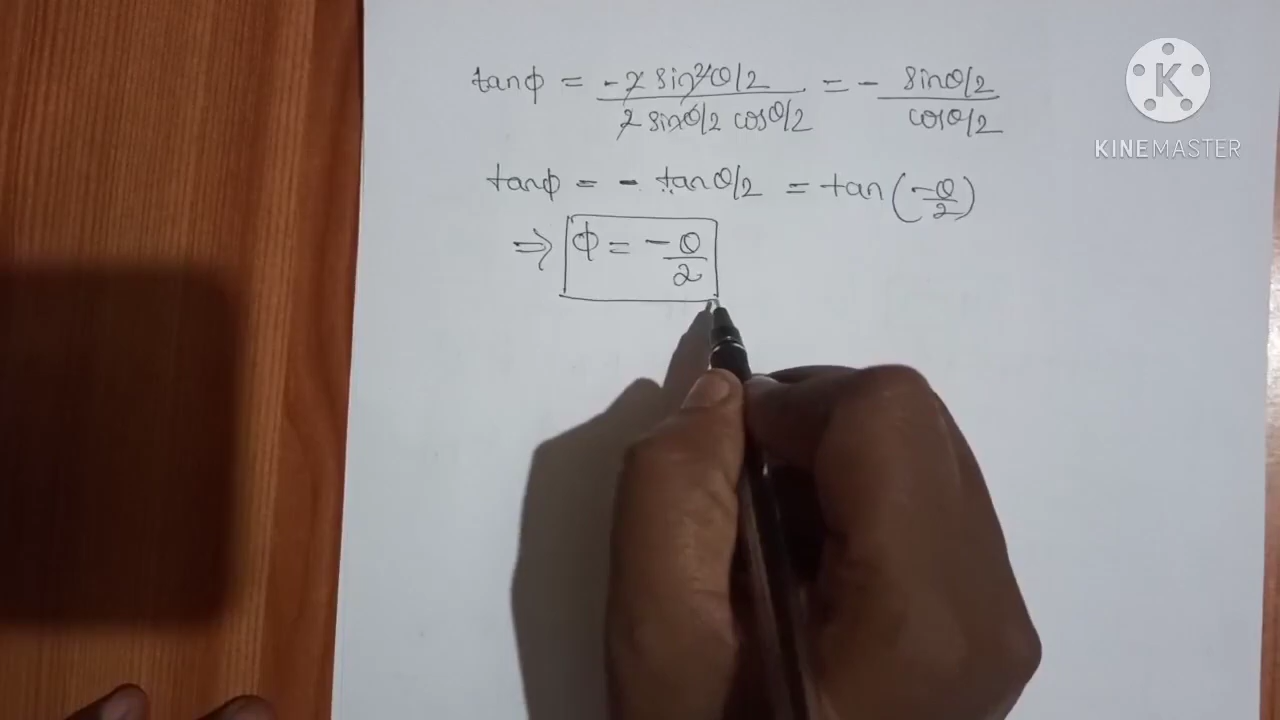 tanϕ = -2 sin²θ/2 / 2 sinθ/2 cosθ/2 = - sinθ/2 / cosθ/2
tanϕ = - tanθ/2 = tan(-θ/2)
⇒ ϕ = -θ/2
K
KINEMASTER